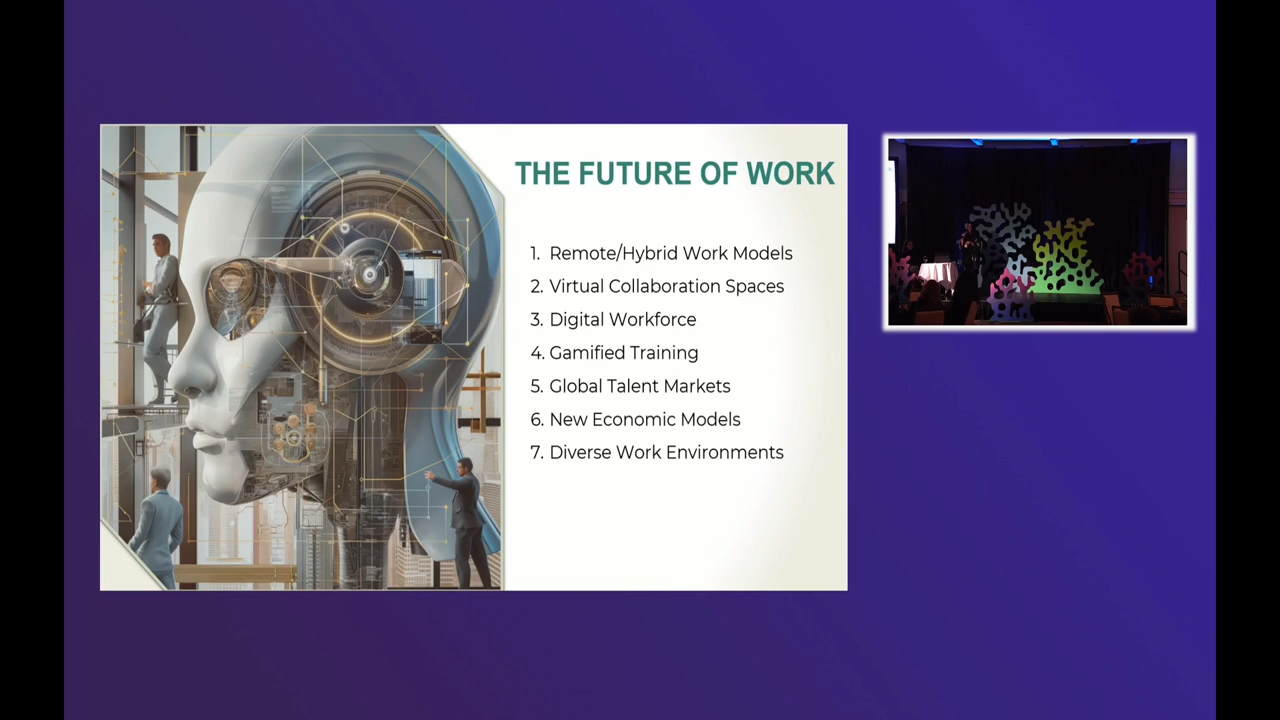 THE FUTURE OF WORK
1. Remote/Hybrid Work Models
2. Virtual Collaboration Spaces
3. Digital Workforce
4. Gamified Training
5. Global Talent Markets
6. New Economic Models
7. Diverse Work Environments